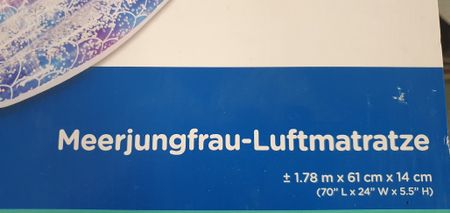 Meerjungfrau-Luftmatratze
± 1.78 m x 61 cm x 14 cm
(70" L x 24" W x 5.5" H)